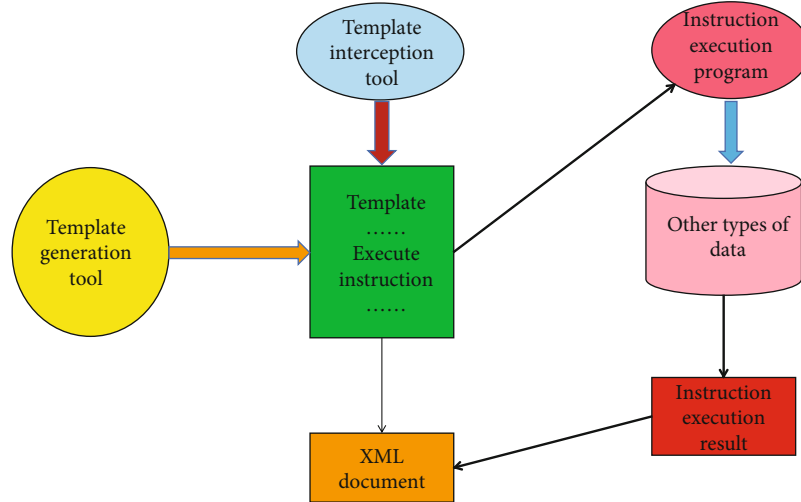 Template
interception
tool
Instruction
execution
program
Template
generation
tool
Template
……
Execute
instruction
……
Other types of
data
Instruction
execution
result
XML
document